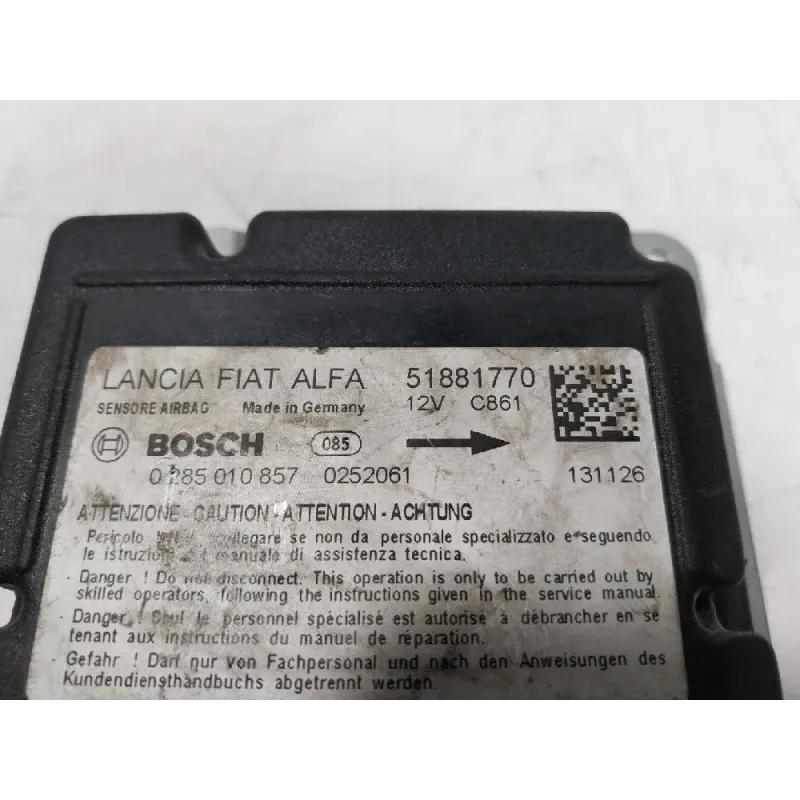 LANCIA FIAT ALFA 51881770
SENSORE AIRBAG Made in Germany 12V C861
BOSCH 085
0 285 010 857 0252061 131126
ATTENZIONE - CAUTION - ATTENTION - ACHTUNG
- Pericolo se non da personale specializzato e seguendo
le istruzioni manuale di assistenza tecnica.
- Danger ! Do not disconnect. This operation is only to be carried out by
skilled operators, following the instructions given in the service manual.
- Danger ! Seul le personnel spécialisé est autorisé à débrancher en se
tenant aux instructions du manuel de réparation.
- Gefahr ! Darf nur von Fachpersonal und nach den Anweisungen des
Kundendiensthandbuchs abgetrennt werden.